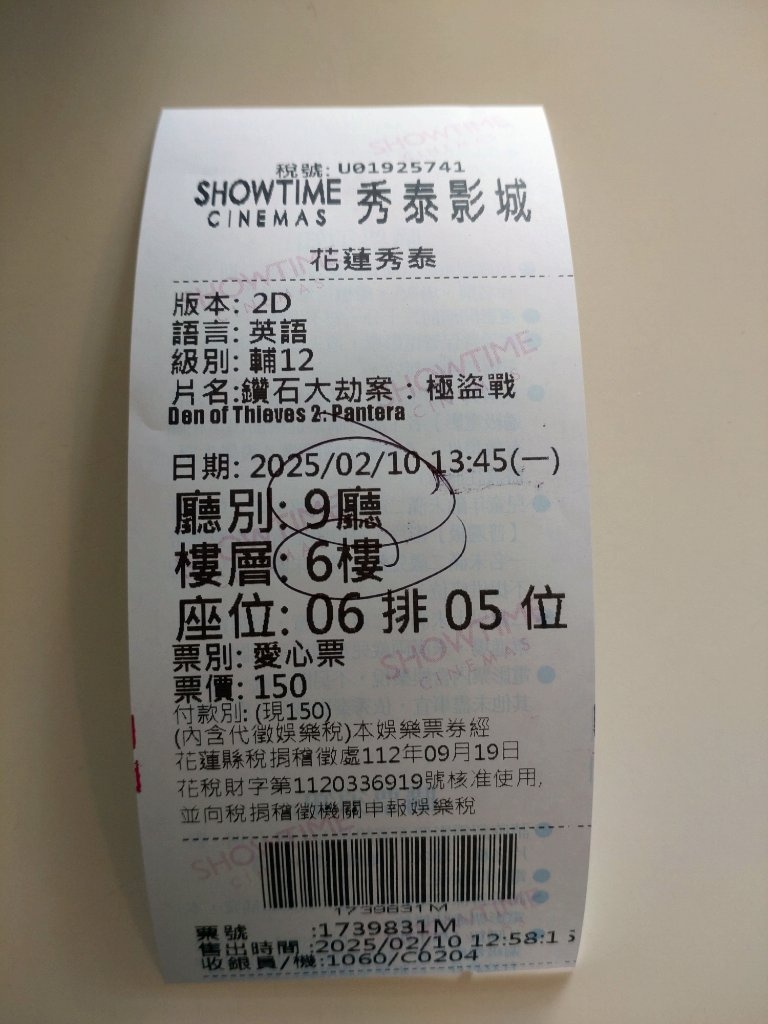 稅號: U01925741
SHOWTIME CINEMAS 秀泰影城
花蓮秀泰
版本: 2D
語言: 英語
級別: 輔12
片名:鑽石大劫案：極盜戰
Den of Thieves 2: Pantera
日期: 2025/02/10 13:45(一)
廳別: 9廳
樓層: 6樓
座位: 06 排 05 位
票別: 愛心票
票價: 150
付款別: (現150)
(內含代徵娛樂稅)本娛樂票券經
花蓮縣稅捐稽徵處112年09月19日
花稅財字第1120336919號核准使用,
並向稅捐稽徵機關申報娛樂稅
1739831M
票號 :1739831M
售出時間 :2025/02/10 12:58:15
收銀員/機:1060/C0204